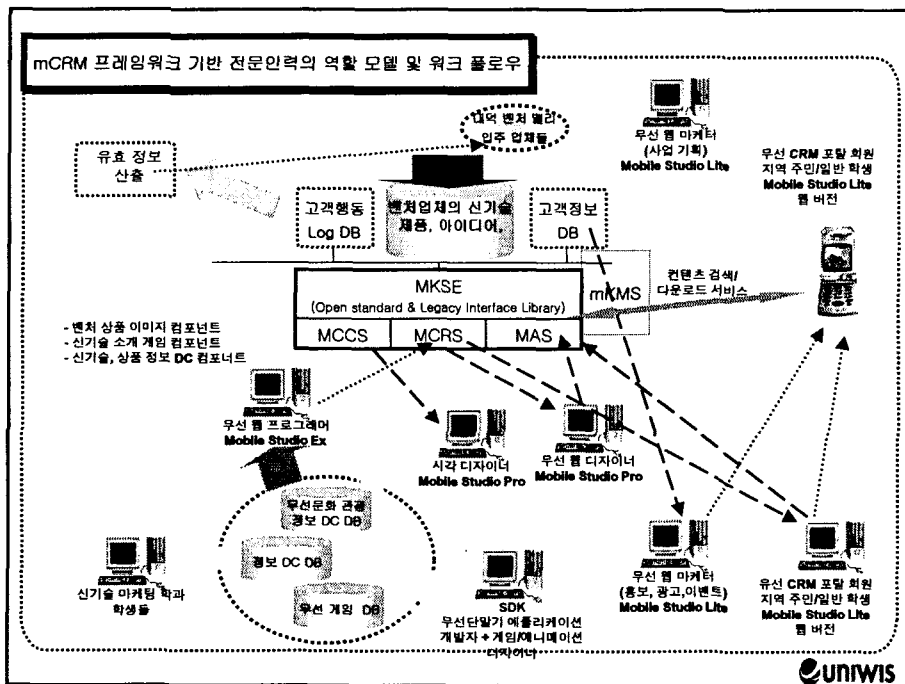 mCRM 프레임워크 기반 전문인력의 역할 모델 및 워크 플로우
대덕 벤처 밸리
입주 업체들
무선 웹 마케터
(사업 기획)
Mobile Studio Lite
무선 CRM 포탈 회원
지역 주민/일반 학생
Mobile Studio Lite
웹 버전
유효 정보
산출
고객행동
Log DB
벤처업체의 신기술
제품, 아이디어,
고객정보
DB
MKSE
(Open standard & Legacy Interface Library)
mKMS
컨텐츠 검색/
다운로드 서비스
MCCS
MCRS
MAS
- 벤처 상품 이미지 컴포넌트
- 신기술 소개 게임 컴포넌트
- 신기술, 상품 정보 DC 컴포넌트
무선 웹 프로그래머
Mobile Studio Ex
시각 디자이너
Mobile Studio Pro
무선 웹 디자이너
Mobile Studio Pro
무선문화 관광
정보 DC DB
정보 DC DB
무선 게임 DB
신기술 마케팅 학과
학생들
SDK
무선단말기 애플리케이션
개발자 + 게임/애니메이션
디자이너
무선 웹 마케터
(홍보, 광고,이벤트)
Mobile Studio Lite
유선 CRM 포탈 회원
지역 주민/일반 학생
Mobile Studio Lite
웹 버전
UNIWIS